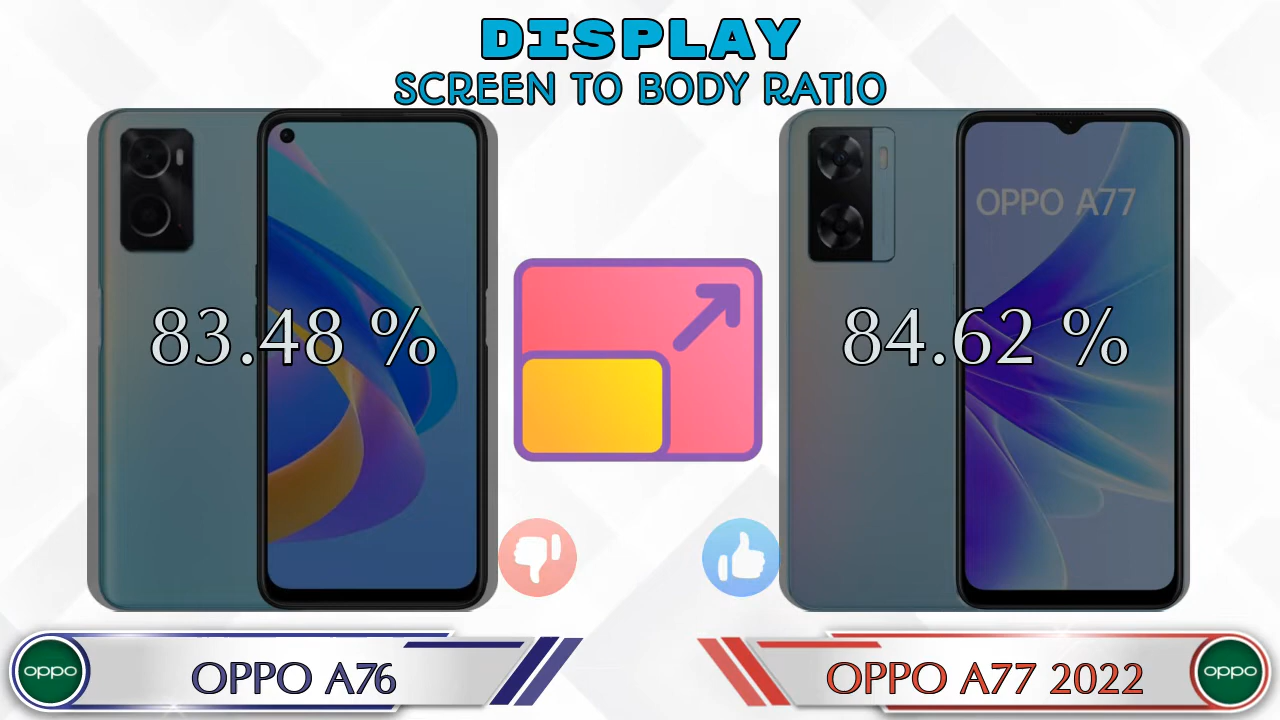 DISPLAY
SCREEN TO BODY RATIO
OPPO A77
83.48 %
84.62 %
oppo
OPPO A76
OPPO A77 2022
oppo